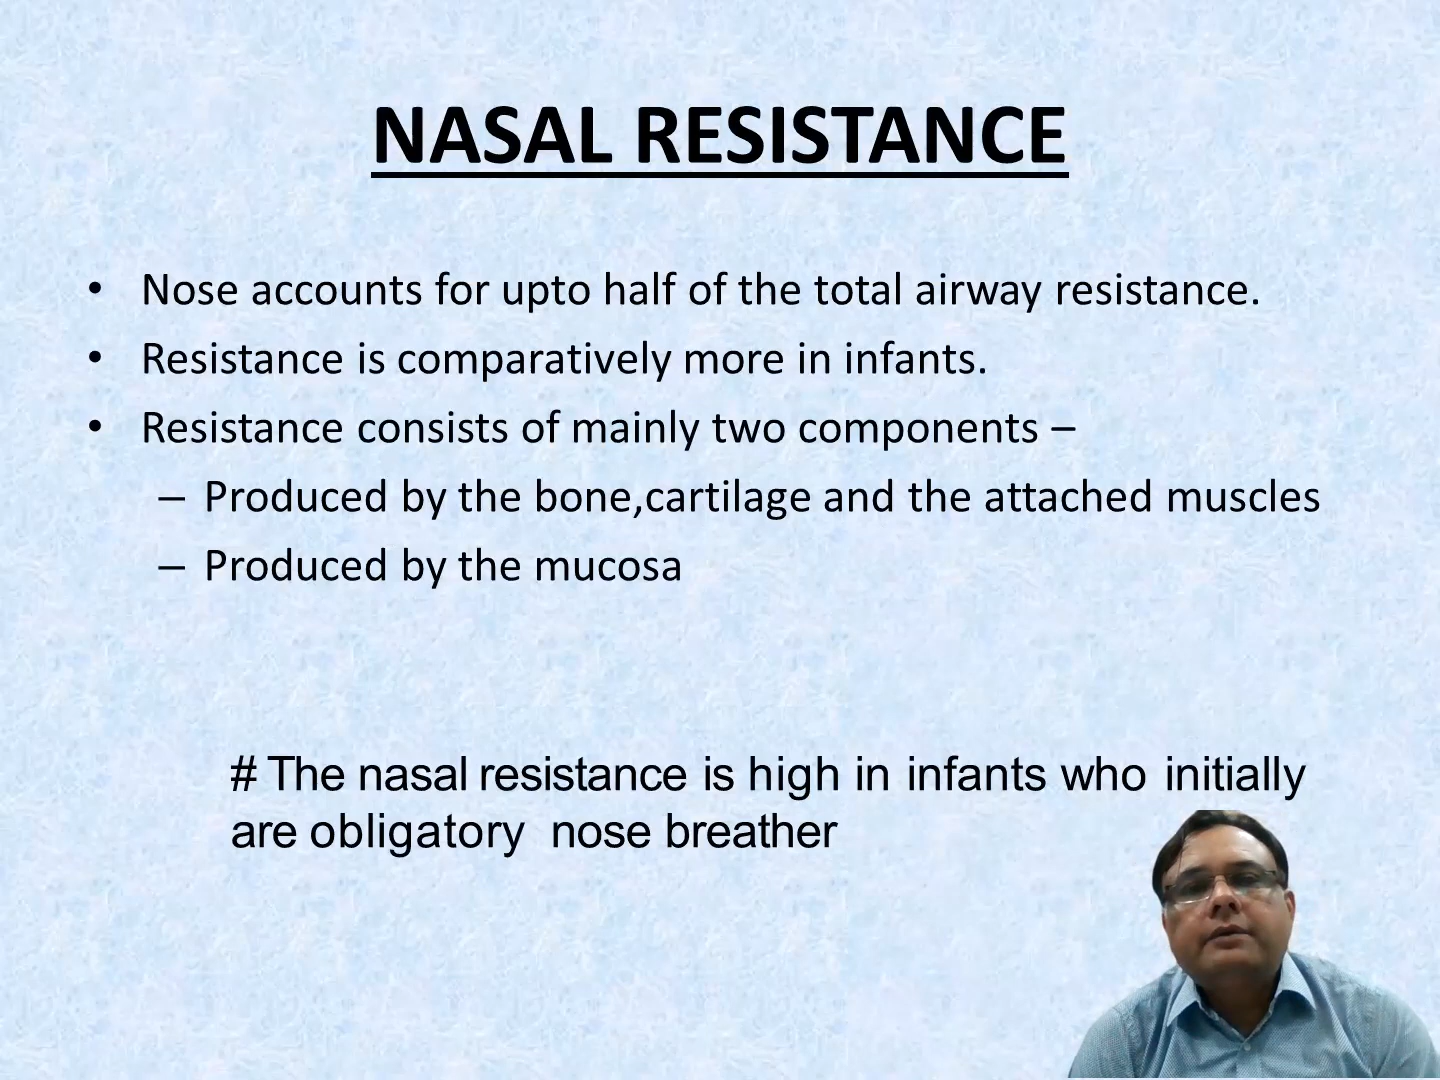 NASAL RESISTANCE
• Nose accounts for upto half of the total airway resistance.
• Resistance is comparatively more in infants.
• Resistance consists of mainly two components –
– Produced by the bone,cartilage and the attached muscles
– Produced by the mucosa
# The nasal resistance is high in infants who initially
are obligatory nose breather